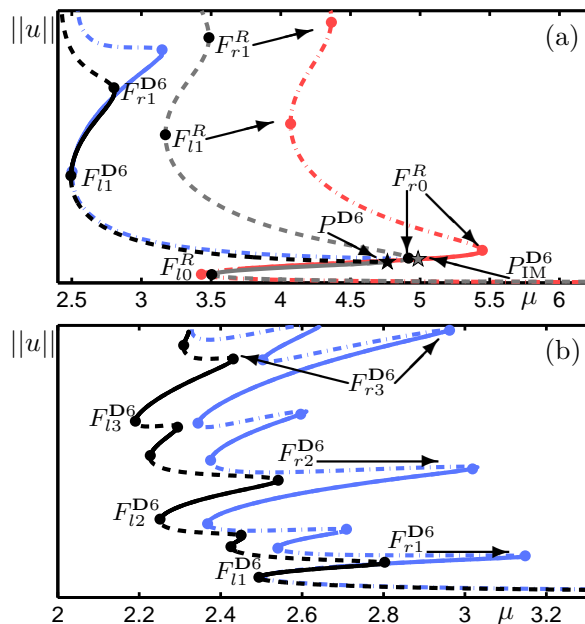 ||u|| (a)
F_{r1}^R
F_{r1}^{D6}
F_{l1}^R
F_{l1}^{D6}
F_{r0}^R
P^{D6}
F_{l0}^R
P_{IM}^{D6}
2.5 3 3.5 4 4.5 5 μ 5.5 6
||u|| (b)
F_{r3}^{D6}
F_{l3}^{D6}
F_{r2}^{D6}
F_{l2}^{D6}
F_{r1}^{D6}
F_{l1}^{D6}
2 2.2 2.4 2.6 2.8 3 μ 3.2